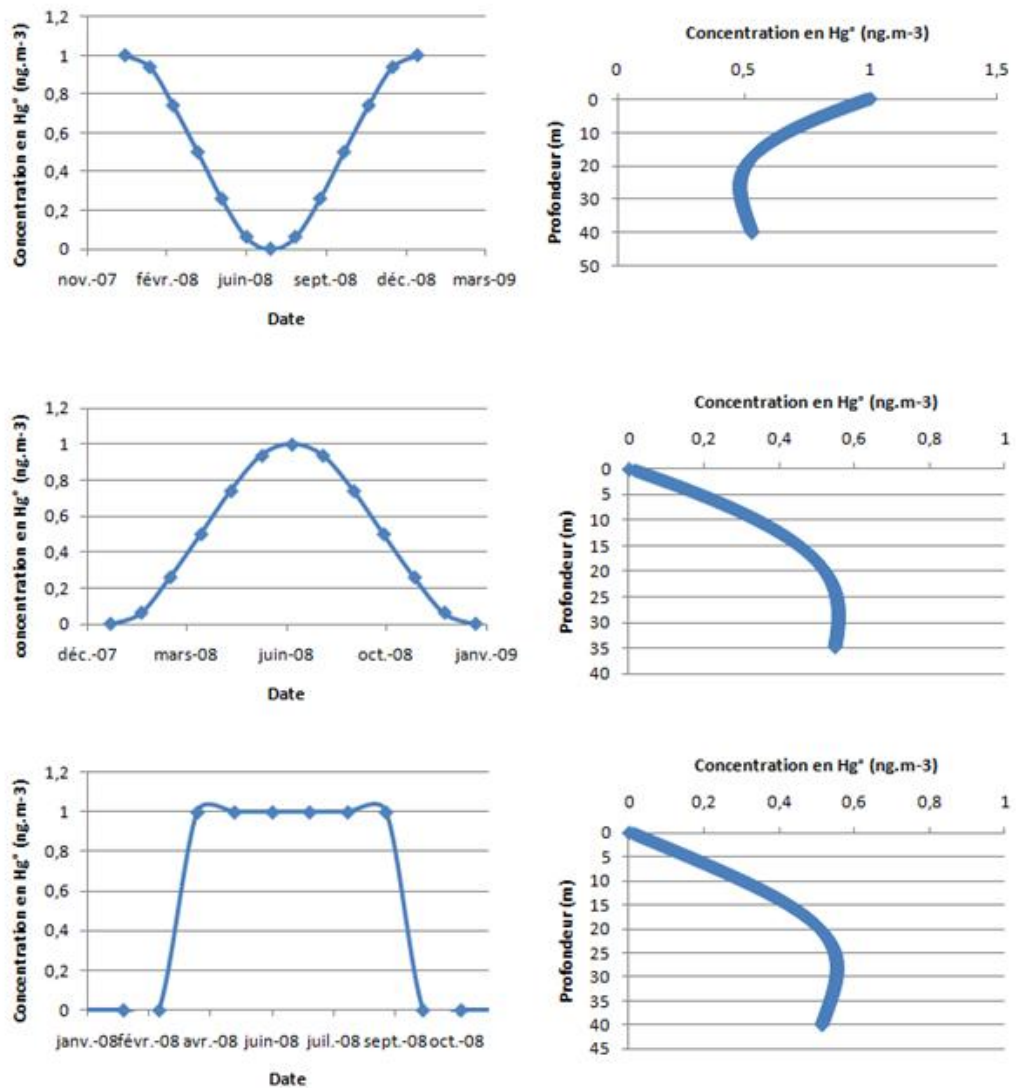 Concentration en Hg° (ng.m-3)
1,2
1
0,8
0,6
0,4
0,2
0
nov.-07 févr.-08 juin-08 sept.-08 déc.-08 mars-09
Date
Concentration en Hg° (ng.m-3)
0 0,5 1 1,5
Profondeur (m)
0
10
20
30
40
50
concentration en Hg° (ng.m-3)
1,2
1
0,8
0,6
0,4
0,2
0
déc.-07 mars-08 juin-08 oct.-08 janv.-09
Date
Concentration en Hg° (ng.m-3)
0 0,2 0,4 0,6 0,8 1
Profondeur (m)
0
5
10
15
20
25
30
35
40
Concentration en Hg° (ng.m-3)
1,2
1
0,8
0,6
0,4
0,2
0
janv.-08 févr.-08 avr.-08 juin-08 juil.-08 sept.-08 oct.-08
Date
Concentration en Hg° (ng.m-3)
0 0,2 0,4 0,6 0,8 1
Profondeur (m)
0
5
10
15
20
25
30
35
40
45